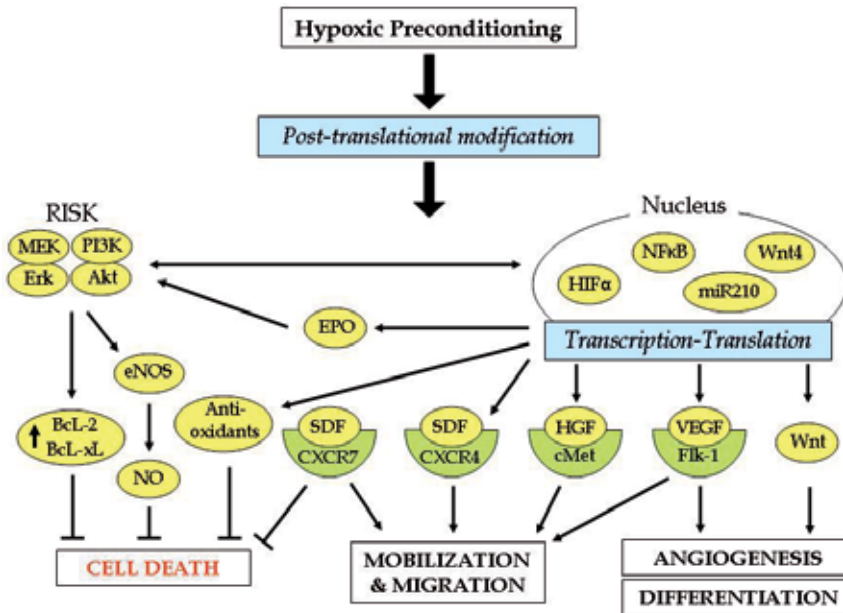 Hypoxic Preconditioning
Post-translational modification
RISK
MEK PI3K
Erk Akt
Nucleus
NFκB
Wnt4
HIFα
miR210
EPO
Transcription-Translation
eNOS
BcL-2
BcL-xL
NO
Anti-
oxidants
SDF
CXCR7
SDF
CXCR4
HGF
cMet
VEGF
Flk-1
Wnt
CELL DEATH
MOBILIZATION
& MIGRATION
ANGIOGENESIS
DIFFERENTIATION